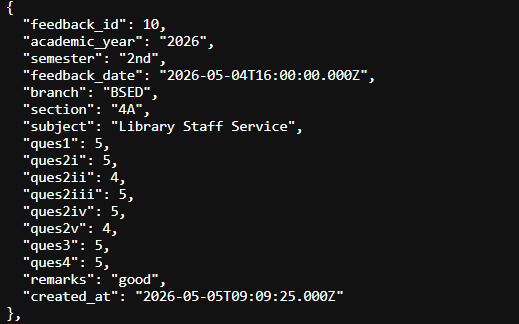 {
  "feedback_id": 10,
  "academic_year": "2026",
  "semester": "2nd",
  "feedback_date": "2026-05-04T16:00:00.000Z",
  "branch": "BSED",
  "section": "4A",
  "subject": "Library Staff Service",
  "ques1": 5,
  "ques2i": 5,
  "ques2ii": 4,
  "ques2iii": 5,
  "ques2iv": 5,
  "ques2v": 4,
  "ques3": 5,
  "ques4": 5,
  "remarks": "good",
  "created_at": "2026-05-05T09:09:25.000Z"
},